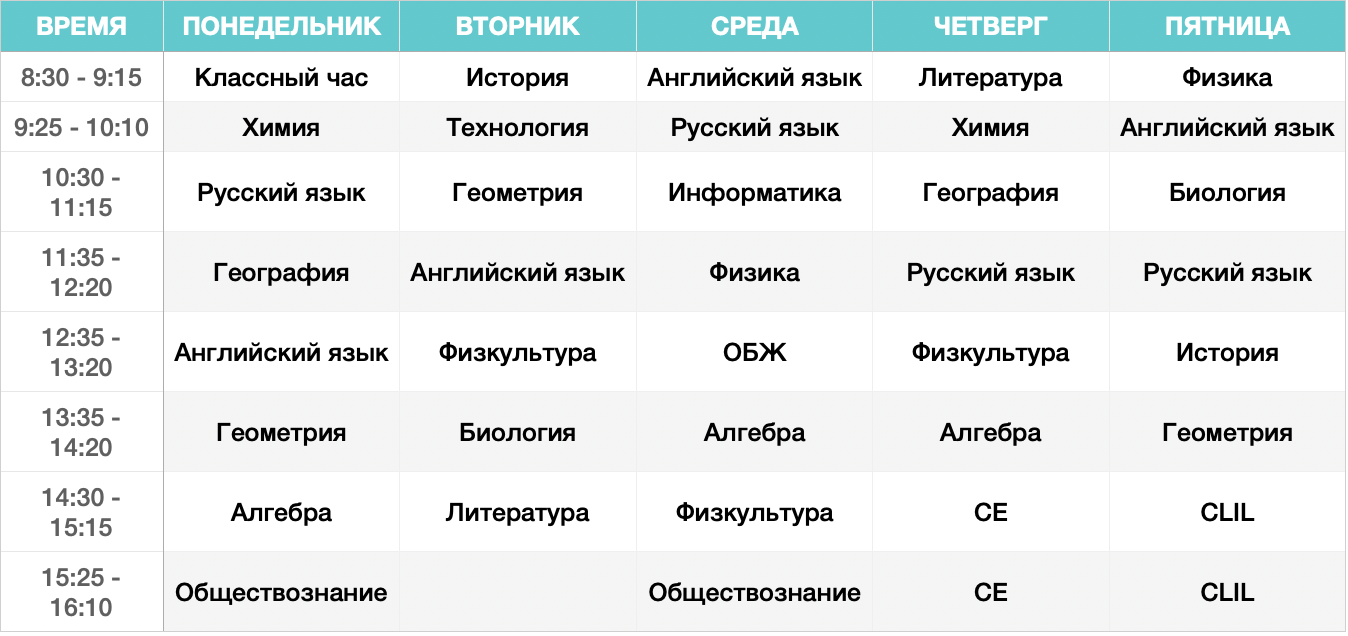 ВРЕМЯ ПОНЕДЕЛЬНИК ВТОРНИК СРЕДА ЧЕТВЕРГ ПЯТНИЦА
8:30 - 9:15 Классный час История Английский язык Литература Физика
9:25 - 10:10 Химия Технология Русский язык Химия Английский язык
10:30 -
11:15 Русский язык Геометрия Информатика География Биология
11:35 -
12:20 География Английский язык Физика Русский язык Русский язык
12:35 -
13:20 Английский язык Физкультура ОБЖ Физкультура История
13:35 -
14:20 Геометрия Биология Алгебра Алгебра Геометрия
14:30 -
15:15 Алгебра Литература Физкультура CE CLIL
15:25 -
16:10 Обществознание Обществознание CE CLIL